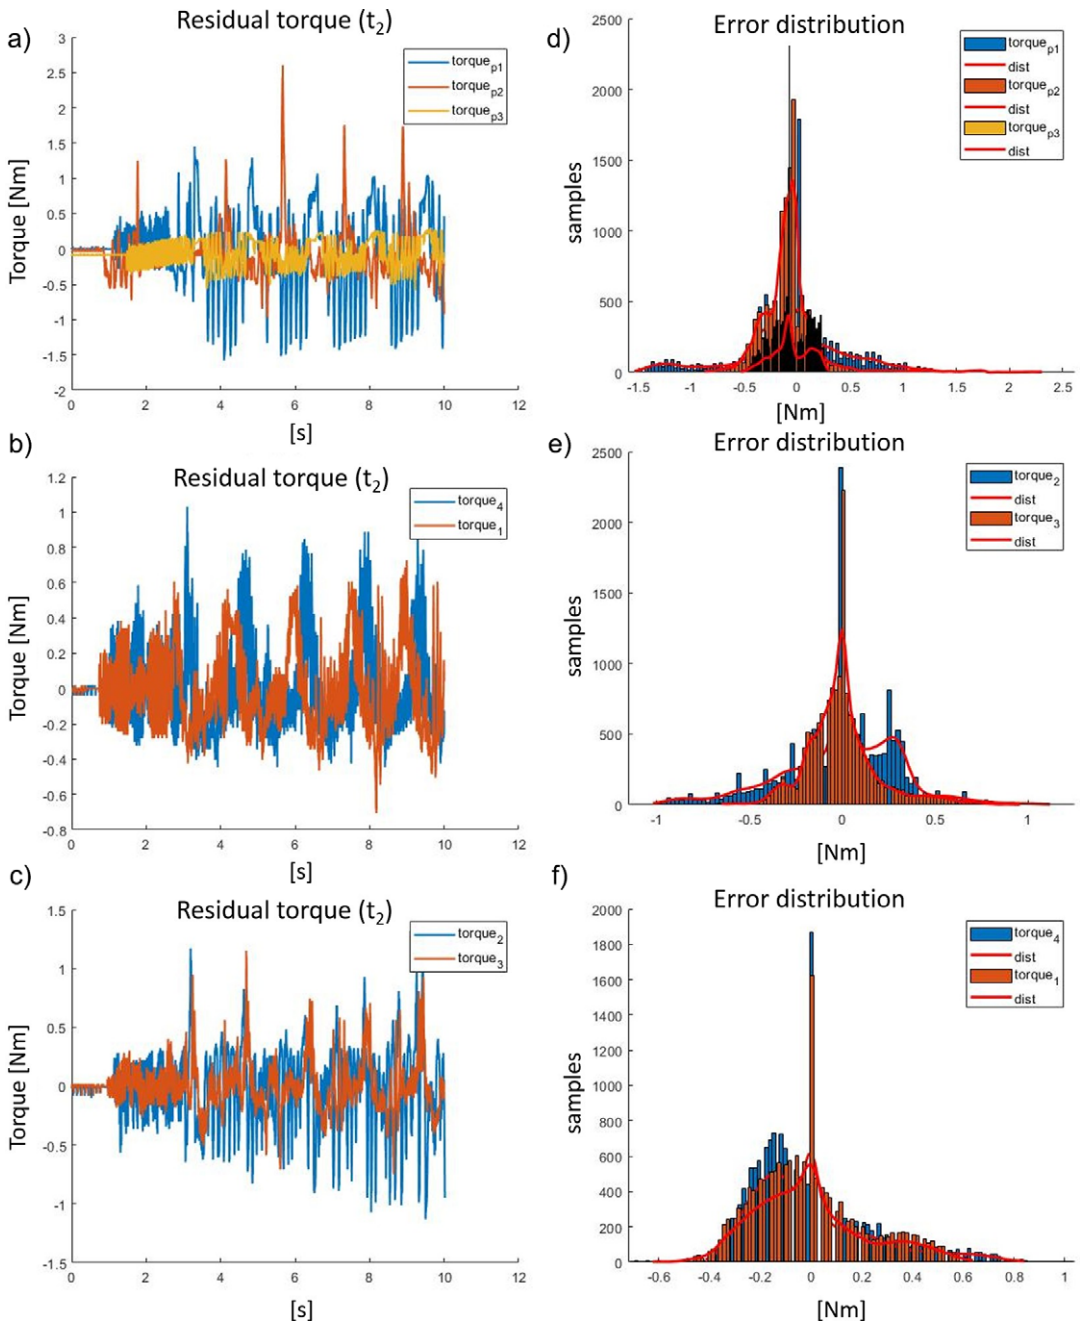 a)
Residual torque (t2)
Torque [Nm]
3
2.5
2
1.5
1
0.5
0
-0.5
-1
-1.5
-2
0 2 4 6 8 10 12
[s]
torquep1
torquep2
torquep3
d)
Error distribution
samples
2500
2000
1500
1000
500
0
-1.5 -1 -0.5 0 0.5 1 1.5 2 2.5
[Nm]
torquep1
dist
torquep2
dist
torquep3
dist
b)
Residual torque (t2)
Torque [Nm]
1.2
1
0.8
0.6
0.4
0.2
0
-0.2
-0.4
-0.6
-0.8
0 2 4 6 8 10 12
[s]
torque4
torque1
e)
Error distribution
samples
2500
2000
1500
1000
500
0
-1 -0.5 0 0.5 1
[Nm]
torque2
dist
torque3
dist
c)
Residual torque (t2)
Torque [Nm]
1.5
1
0.5
0
-0.5
-1
-1.5
0 2 4 6 8 10 12
[s]
torque2
torque3
f)
Error distribution
samples
2000
1800
1600
1400
1200
1000
800
600
400
200
0
-0.6 -0.4 -0.2 0 0.2 0.4 0.6 0.8 1
[Nm]
torque4
dist
torque1
dist